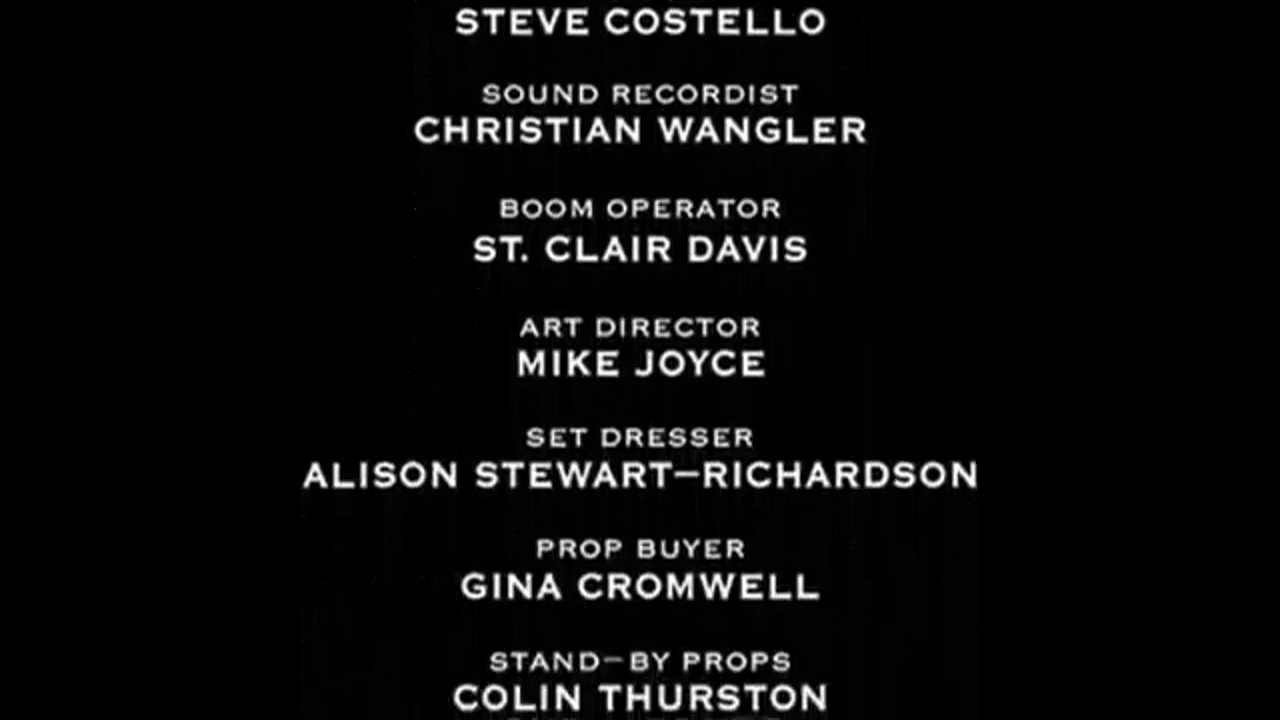 STEVE COSTELLO
SOUND RECORDIST
CHRISTIAN WANGLER
BOOM OPERATOR
ST. CLAIR DAVIS
ART DIRECTOR
MIKE JOYCE
SET DRESSER
ALISON STEWART–RICHARDSON
PROP BUYER
GINA CROMWELL
STAND–BY PROPS
COLIN THURSTON